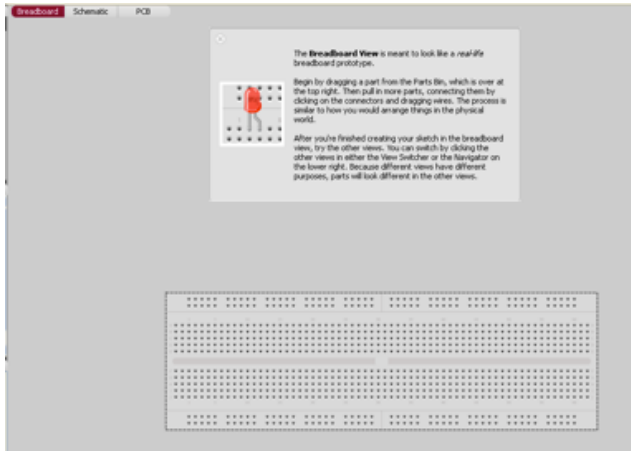 Breadboard Schematic PCB
The Breadboard View is meant to look like a real-life
breadboard prototype.
Begin by dragging a part from the Parts Bin, which is over at
the top right. Then pull in more parts, connecting them by
clicking on the connectors and dragging wires. The process is
similar to how you would arrange things in the physical
world.
After you're finished creating your sketch in the breadboard
view, try the other views. You can switch by clicking the
other views in either the View Switcher or the Navigator on
the lower right. Because different views have different
purposes, parts will look different in the other views.